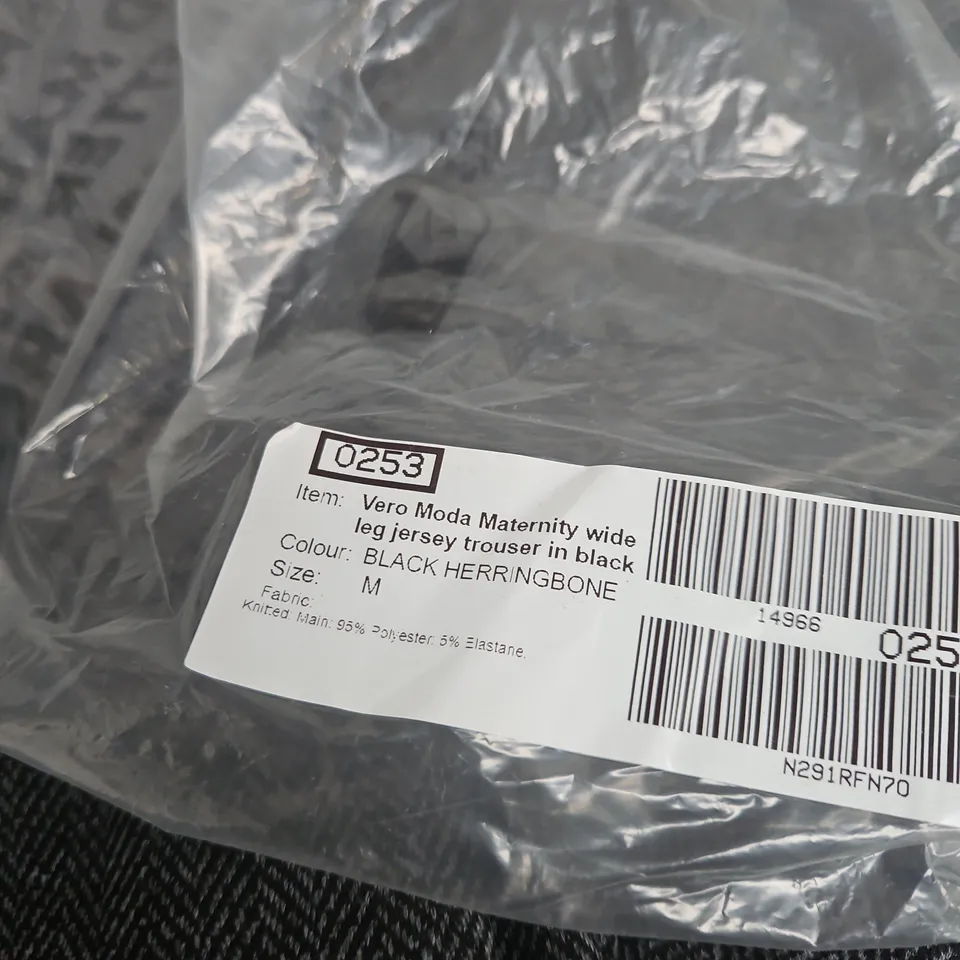 0253
Item: Vero Moda Maternity wide
leg jersey trouser in black
Colour: BLACK HERRINGBONE
Size: M
Fabric:
Knitted: Main: 95% Polyester, 5% Elastane.
14966
025
N291RFN70